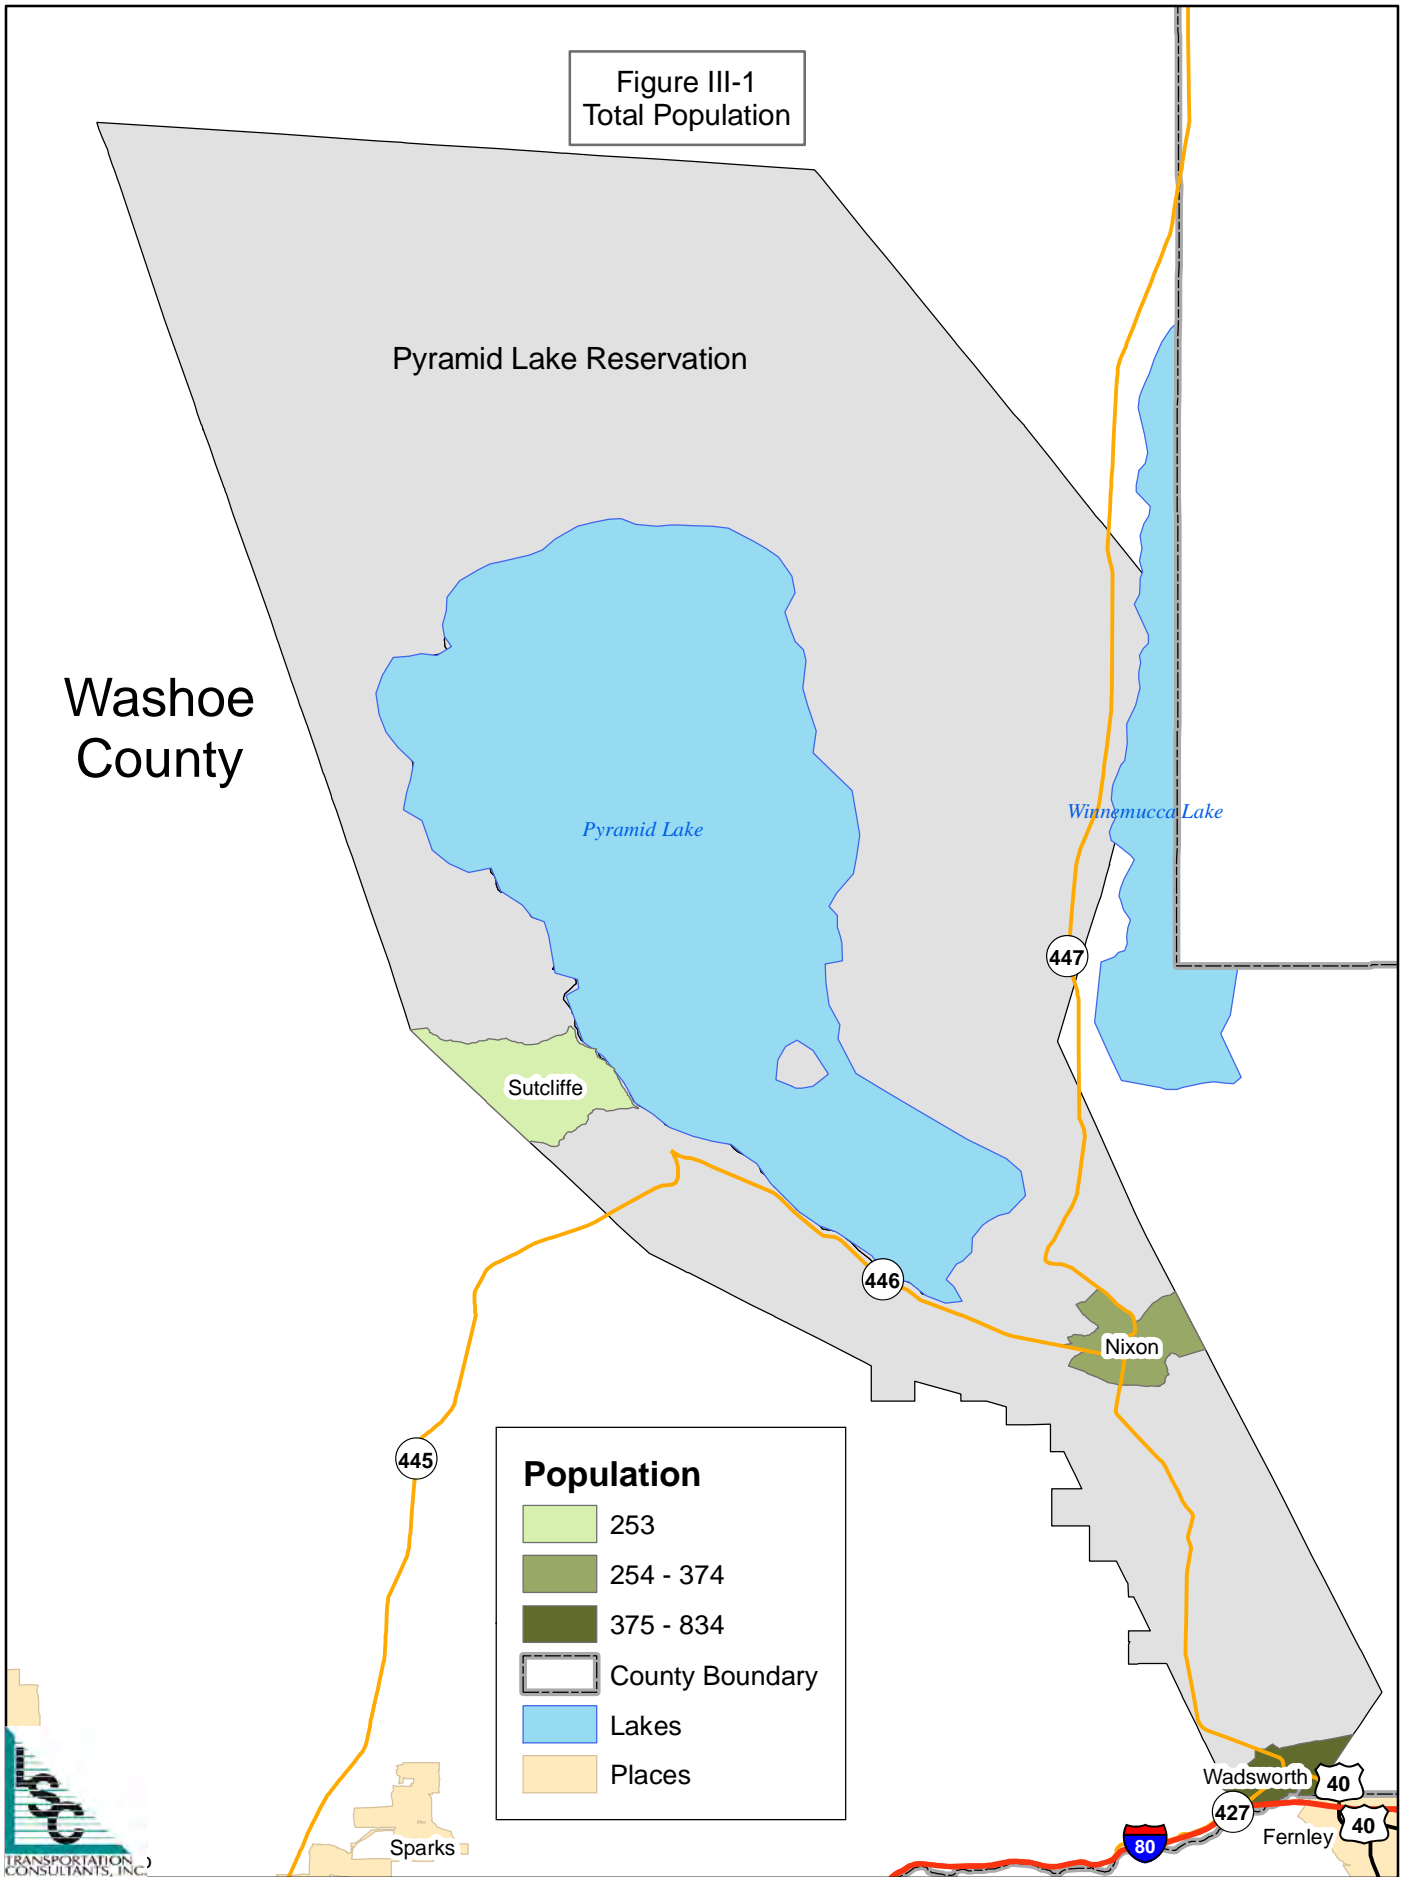 Figure III-1
Total Population
Pyramid Lake Reservation
Washoe
County
Pyramid Lake
Winnemucca Lake
447
Sutcliffe
446
Nixon
445
Population
253
254 - 374
375 - 834
County Boundary
Lakes
Places
Wadsworth
40
427
40
Fernley
80
Sparks
LSC
TRANSPORTATION
CONSULTANTS, INC.